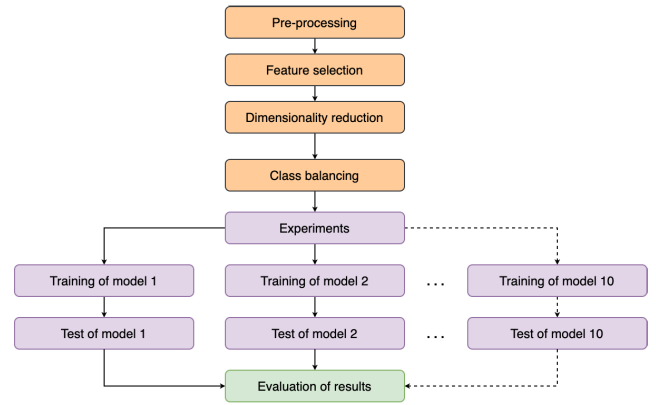 Pre-processing
Feature selection
Dimensionality reduction
Class balancing
Experiments
Training of model 1
Training of model 2
...
Training of model 10
Test of model 1
Test of model 2
...
Test of model 10
Evaluation of results